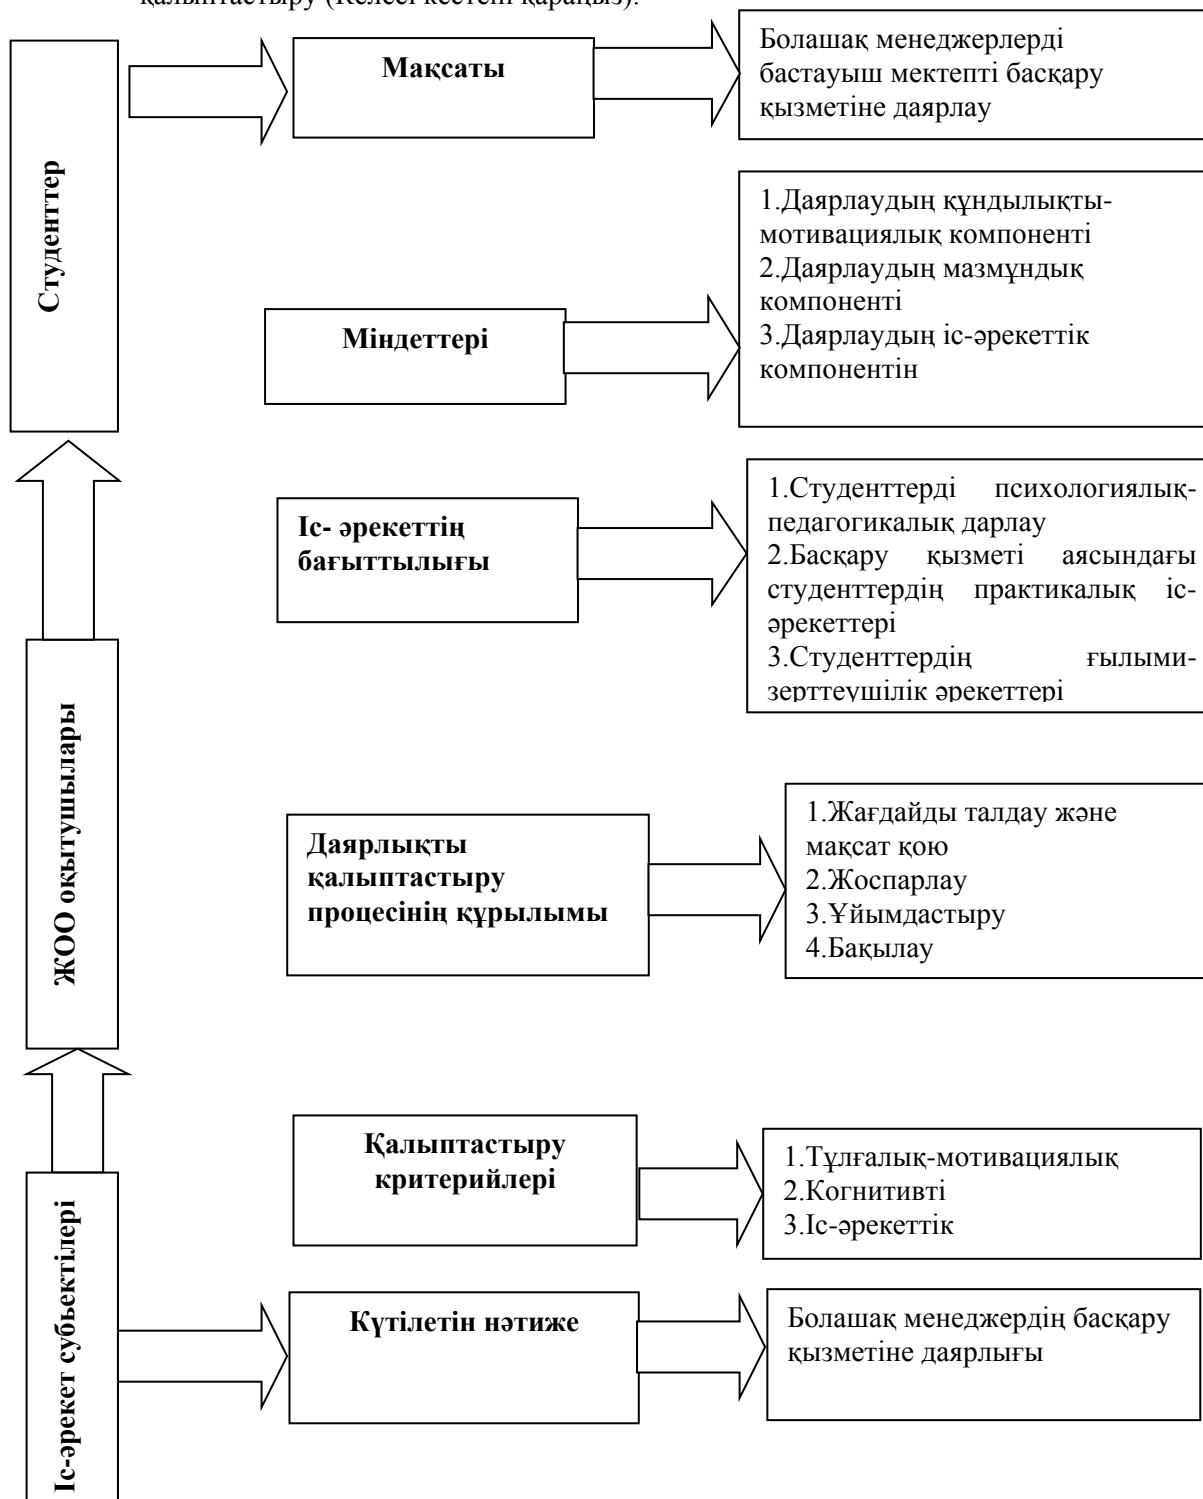 қалыптастыру (Келесі кестені қараңыз).
Студенттер
Мақсаты
Болашақ менеджерлерді
бастауыш мектепті басқару
қызметіне даярлау
Міндеттері
1.Даярлаудың құндылықты-
мотивациялық компоненті
2.Даярлаудың мазмұндық
компоненті
3.Даярлаудың іс-әрекеттік
компонентін
Іс- әрекеттің
бағыттылығы
1.Студенттерді психологиялық-
педагогикалық дарлау
2.Басқару қызметі аясындағы
студенттердің практикалық іс-
әрекеттері
3.Студенттердің ғылыми-
зерттеушілік әрекеттері
ЖОО оқытушылары
Даярлықты
қалыптастыру
процесінің құрылымы
1.Жағдайды талдау және
мақсат қою
2.Жоспарлау
3.Ұйымдастыру
4.Бақылау
Қалыптастыру
критерийлері
1.Тұлғалық-мотивациялық
2.Когнитивті
3.Іс-әрекеттік
Іс-әрекет субьектілері
Күтілетін нәтиже
Болашақ менеджердің басқару
қызметіне даярлығы